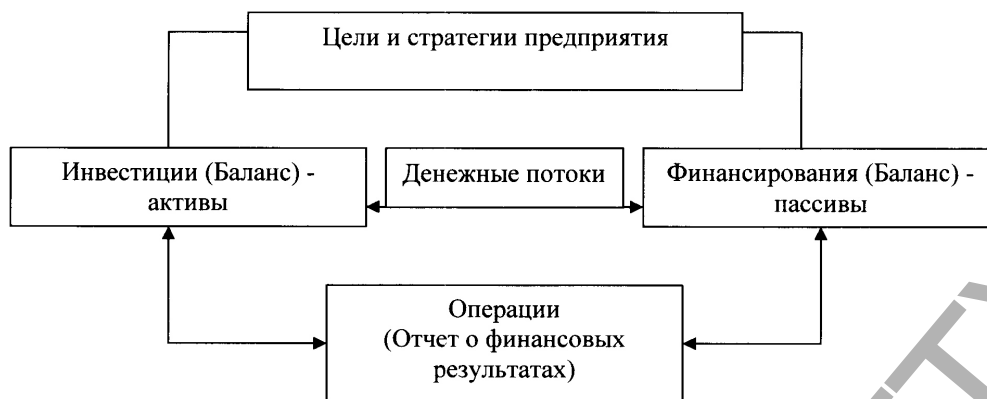 Цели и стратегии предприятия
Инвестиции (Баланс) -
активы
Денежные потоки
Финансирования (Баланс) -
пассивы
Операции
(Отчет о финансовых
результатах)